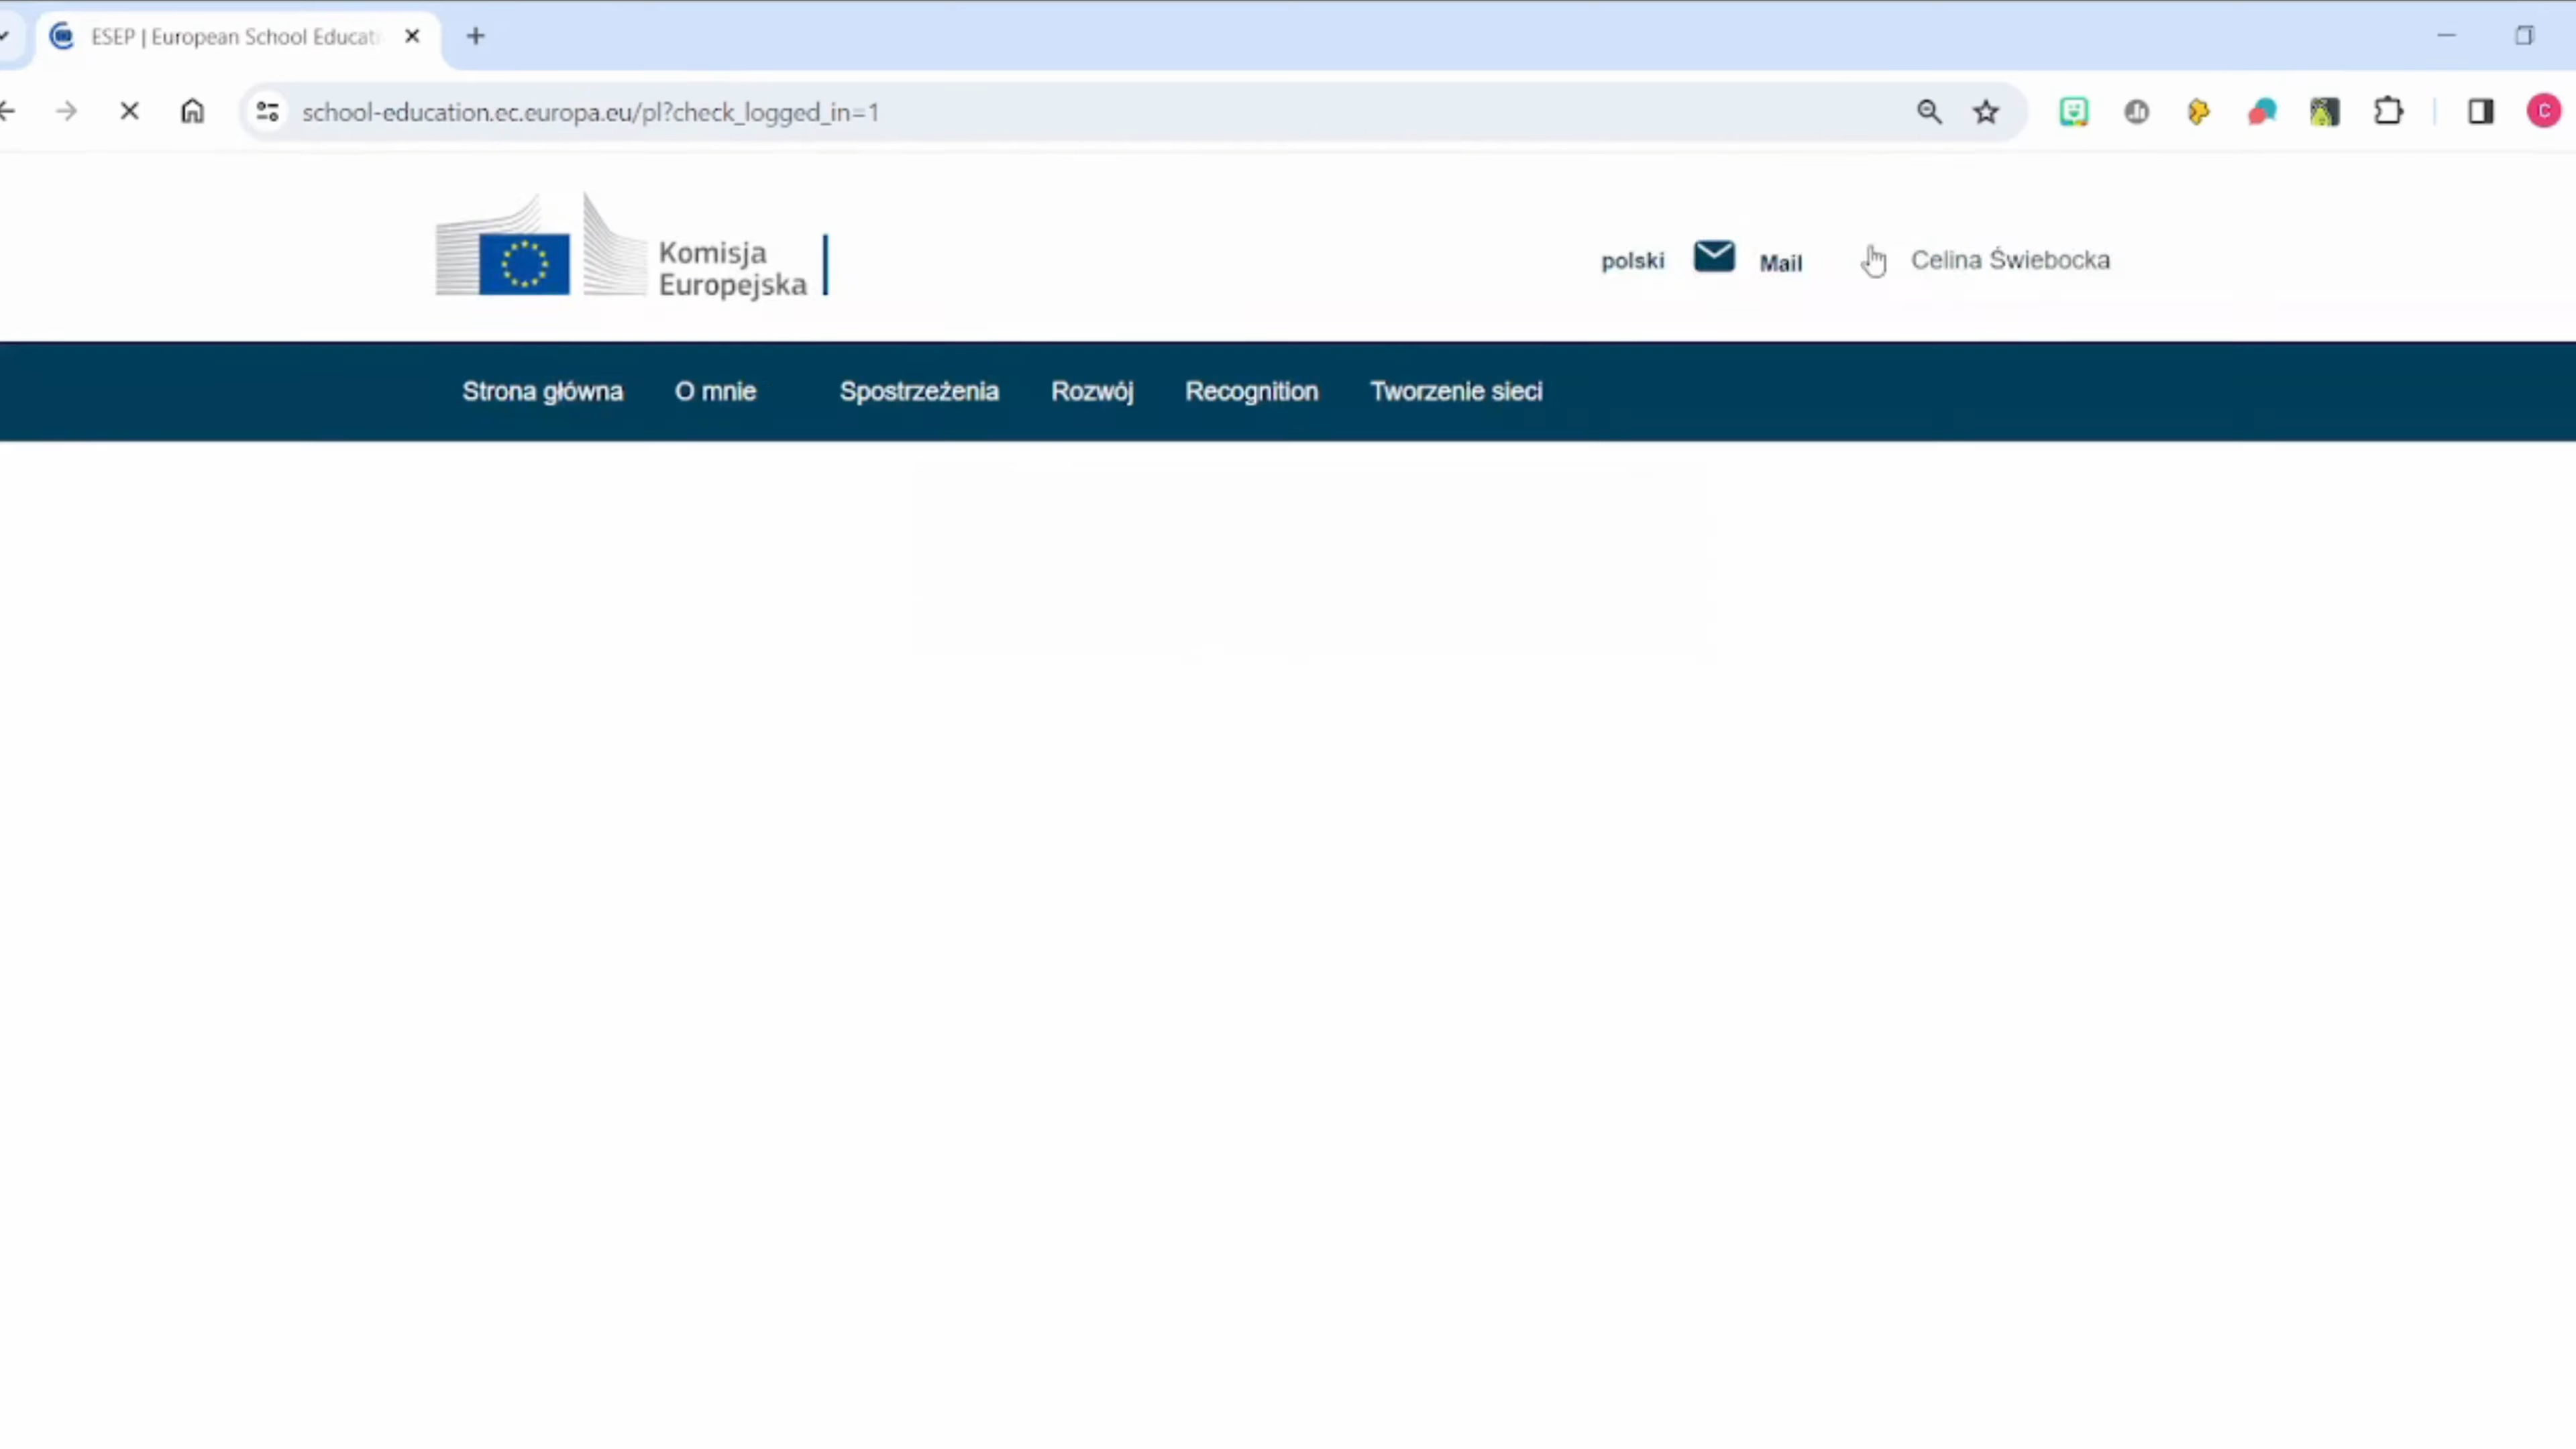 ESEP | European School Educati
school-education.ec.europa.eu/pl?check_logged_in=1
C
Komisja
Europejska
polski Mail Celina Świebocka
Strona główna O mnie Spostrzeżenia Rozwój Recognition Tworzenie sieci